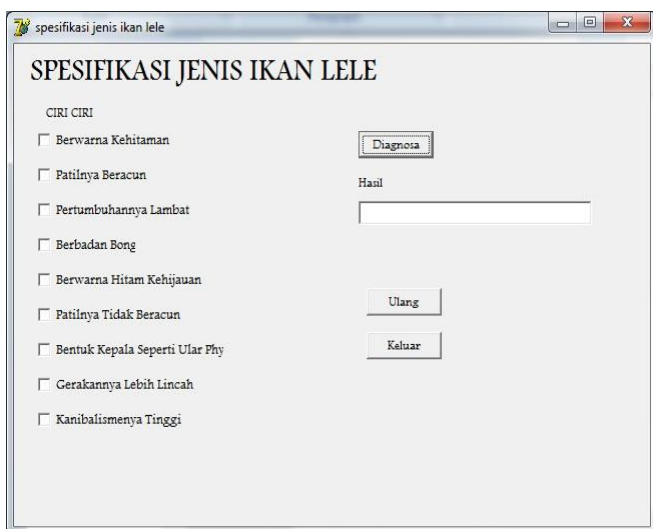 spesifikasi jenis ikan lele
SPESIFIKASI JENIS IKAN LELE
CIRI CIRI
Berwarna Kehitaman
Patilnya Beracun
Pertumbuhannya Lambat
Berbadan Bong
Berwarna Hitam Kehijauan
Patilnya Tidak Beracun
Bentuk Kepala Seperti Ular Phy
Gerakannya Lebih Lincah
Kanibalismenya Tinggi
Diagnosa
Hasil
Ulang
Keluar